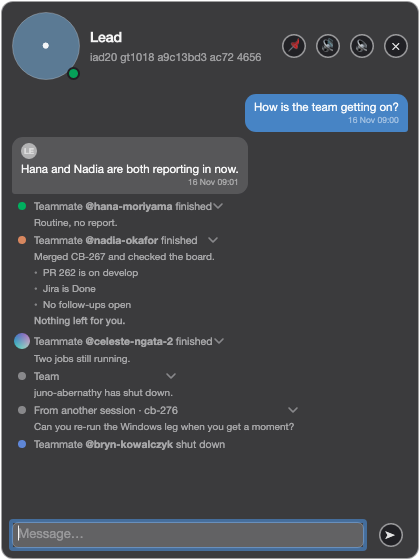 Lead
iad20 gt1018 a9c13bd3 ac72 4656
How is the team getting on?
16 Nov 09:00
LE
Hana and Nadia are both reporting in now.
16 Nov 09:01
Teammate @hana-moriyama finished
Routine, no report.
Teammate @nadia-okafor finished
Merged CB-267 and checked the board.
• PR 262 is on develop
• Jira is Done
• No follow-ups open
Nothing left for you.
Teammate @celeste-ngata-2 finished
Two jobs still running.
Team
juno-abernathy has shut down.
From another session · cb-276
Can you re-run the Windows leg when you get a moment?
Teammate @bryn-kowalczyk shut down
Message…